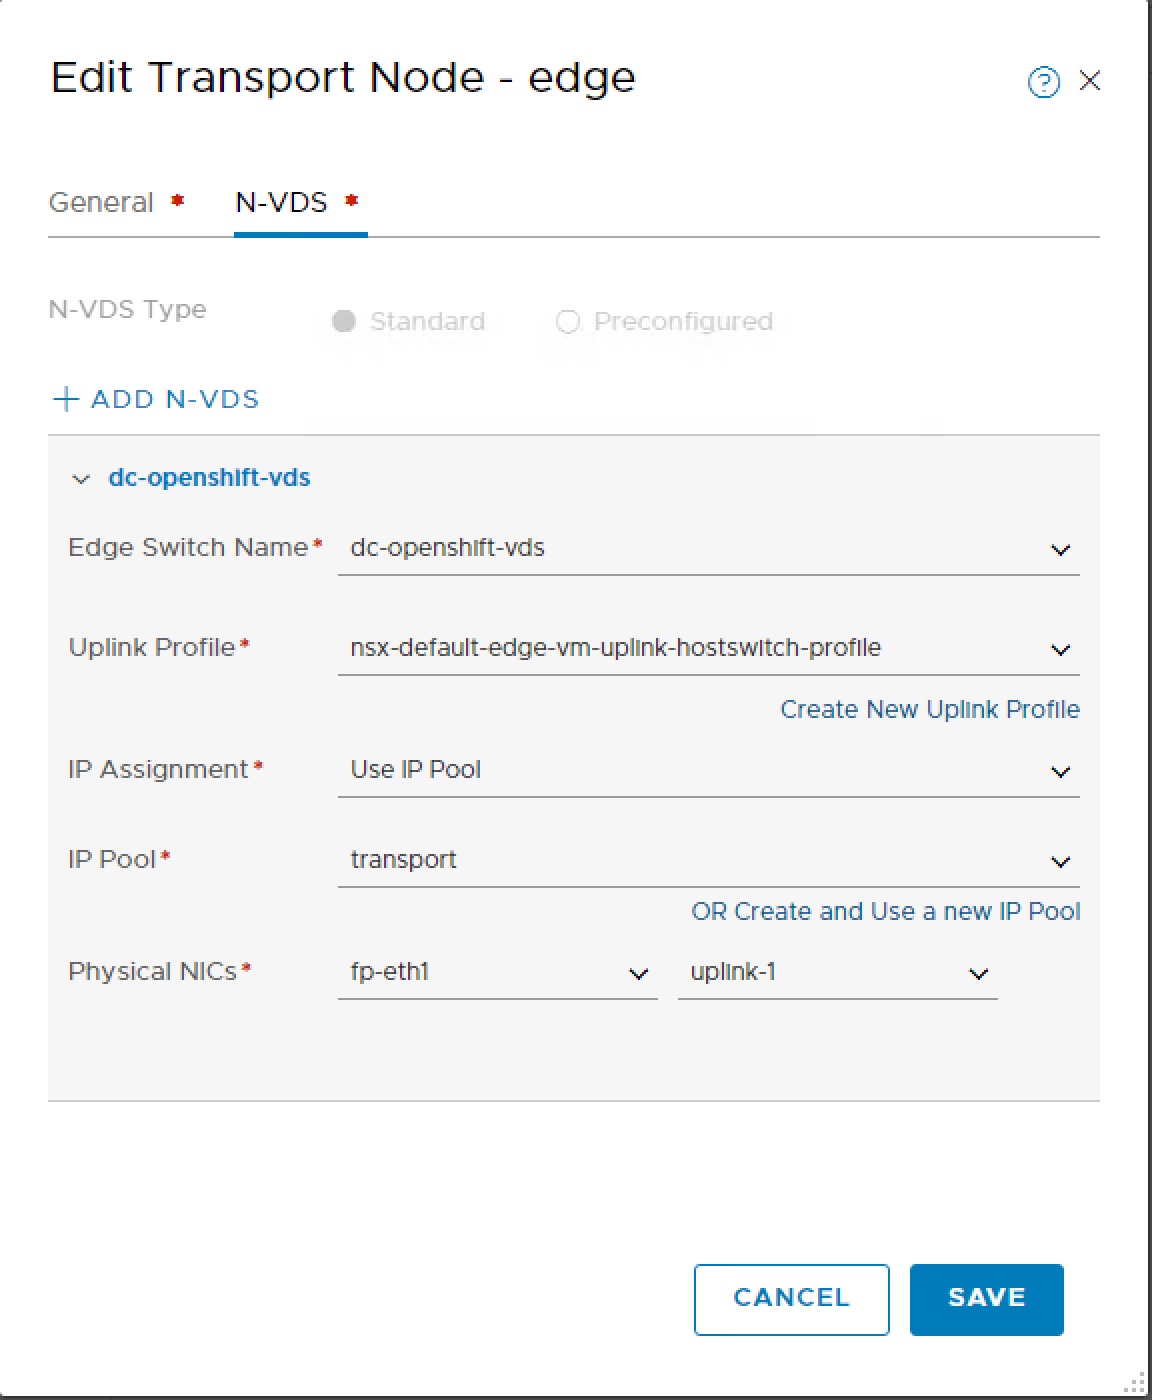 Edit Transport Node - edge
General * N-VDS *
N-VDS Type Standard Preconfigured
+ ADD N-VDS
dc-openshift-vds
Edge Switch Name* dc-openshift-vds
Uplink Profile* nsx-default-edge-vm-uplink-hostswitch-profile
Create New Uplink Profile
IP Assignment* Use IP Pool
IP Pool* transport
OR Create and Use a new IP Pool
Physical NICs* fp-eth1 uplink-1
CANCEL SAVE